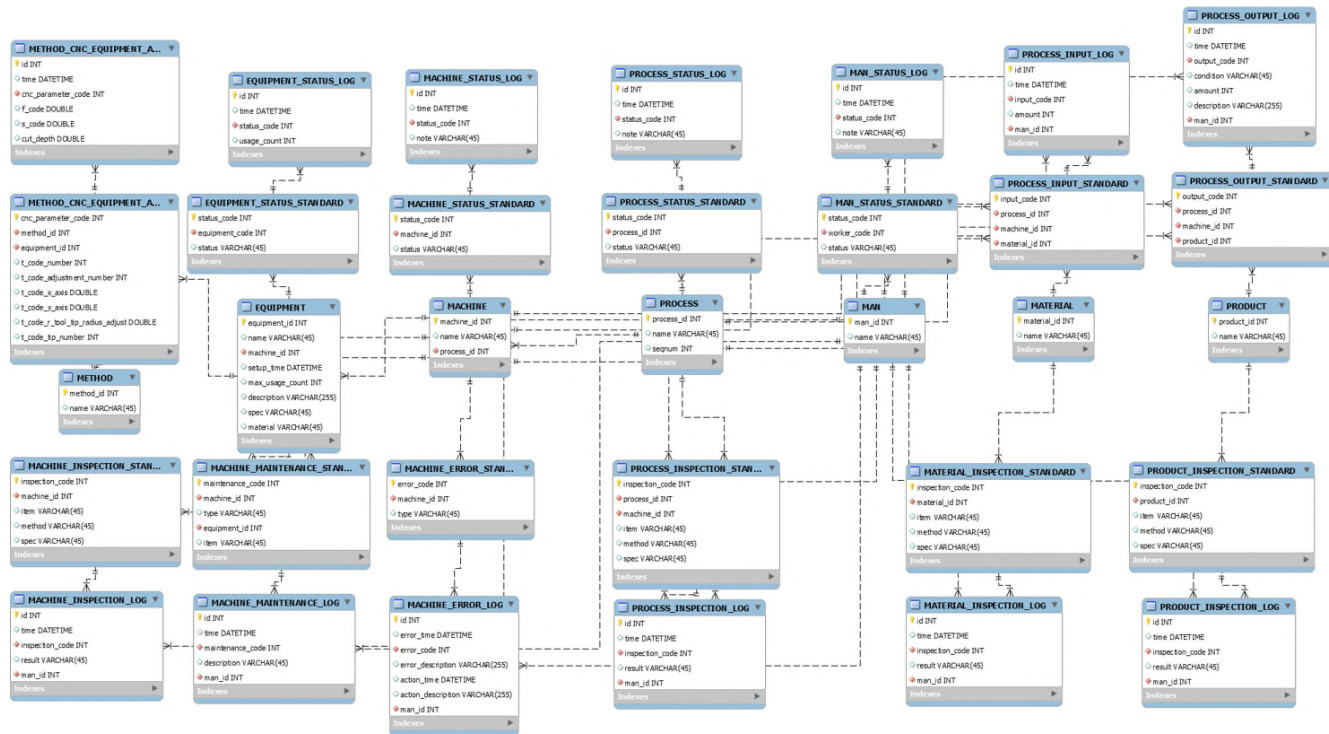 METHOD_CNC_EQUIPMENT_A...
id INT
time DATETIME
cnc_parameter_code INT
f_code DOUBLE
s_code DOUBLE
cut_depth DOUBLE
Indexes
EQUIPMENT_STATUS_LOG
id INT
time DATETIME
status_code INT
usage_count INT
Indexes
MACHINE_STATUS_LOG
id INT
time DATETIME
status_code INT
note VARCHAR(45)
Indexes
PROCESS_STATUS_LOG
id INT
time DATETIME
status_code INT
note VARCHAR(45)
Indexes
MAN_STATUS_LOG
id INT
time DATETIME
status_code INT
note VARCHAR(45)
Indexes
PROCESS_INPUT_LOG
id INT
time DATETIME
input_code INT
amount INT
man_id INT
Indexes
PROCESS_OUTPUT_LOG
id INT
time DATETIME
output_code INT
condition VARCHAR(45)
amount INT
description VARCHAR(255)
man_id INT
Indexes
METHOD_CNC_EQUIPMENT_A...
cnc_parameter_code INT
method_id INT
equipment_id INT
t_code_number INT
t_code_adjustment_number INT
t_code_x_axis DOUBLE
t_code_y_axis DOUBLE
t_code_r_tool_tip_radius_adjust DOUBLE
t_code_tip_number INT
Indexes
EQUIPMENT_STATUS_STANDARD
status_code INT
equipment_code INT
status VARCHAR(45)
Indexes
MACHINE_STATUS_STANDARD
status_code INT
machine_id INT
status VARCHAR(45)
Indexes
PROCESS_STATUS_STANDARD
status_code INT
process_id INT
status VARCHAR(45)
Indexes
MAN_STATUS_STANDARD
status_code INT
worker_code INT
status VARCHAR(45)
Indexes
PROCESS_INPUT_STANDARD
input_code INT
process_id INT
machine_id INT
material_id INT
Indexes
PROCESS_OUTPUT_STANDARD
output_code INT
process_id INT
machine_id INT
product_id INT
Indexes
EQUIPMENT
equipment_id INT
name VARCHAR(45)
machine_id INT
setup_time DATETIME
max_usage_count INT
description VARCHAR(255)
spec VARCHAR(45)
material VARCHAR(45)
Indexes
MACHINE
machine_id INT
name VARCHAR(45)
process_id INT
Indexes
PROCESS
process_id INT
name VARCHAR(45)
seqnum INT
Indexes
MAN
man_id INT
name VARCHAR(45)
Indexes
MATERIAL
material_id INT
name VARCHAR(45)
Indexes
PRODUCT
product_id INT
name VARCHAR(45)
Indexes
METHOD
method_id INT
name VARCHAR(45)
Indexes
MACHINE_INSPECTION_STAN...
inspection_code INT
machine_id INT
item VARCHAR(45)
method VARCHAR(45)
spec VARCHAR(45)
Indexes
MACHINE_MAINTENANCE_STAN...
maintenance_code INT
machine_id INT
type VARCHAR(45)
equipment_id INT
item VARCHAR(45)
Indexes
MACHINE_ERROR_STAN...
error_code INT
machine_id INT
type VARCHAR(45)
Indexes
PROCESS_INSPECTION_STAN...
inspection_code INT
process_id INT
machine_id INT
item VARCHAR(45)
method VARCHAR(45)
spec VARCHAR(45)
Indexes
MATERIAL_INSPECTION_STANDARD
inspection_code INT
material_id INT
item VARCHAR(45)
method VARCHAR(45)
spec VARCHAR(45)
Indexes
PRODUCT_INSPECTION_STANDARD
inspection_code INT
product_id INT
item VARCHAR(45)
method VARCHAR(45)
spec VARCHAR(45)
Indexes
MACHINE_INSPECTION_LOG
id INT
time DATETIME
inspection_code INT
result VARCHAR(45)
man_id INT
Indexes
MACHINE_MAINTENANCE_LOG
id INT
time DATETIME
maintenance_code INT
description VARCHAR(45)
man_id INT
Indexes
MACHINE_ERROR_LOG
id INT
error_time DATETIME
error_code INT
error_description VARCHAR(255)
action_time DATETIME
action_description VARCHAR(255)
man_id INT
Indexes
PROCESS_INSPECTION_LOG
id INT
time DATETIME
inspection_code INT
result VARCHAR(45)
man_id INT
Indexes
MATERIAL_INSPECTION_LOG
id INT
time DATETIME
inspection_code INT
result VARCHAR(45)
man_id INT
Indexes
PRODUCT_INSPECTION_LOG
id INT
time DATETIME
inspection_code INT
result VARCHAR(45)
man_id INT
Indexes